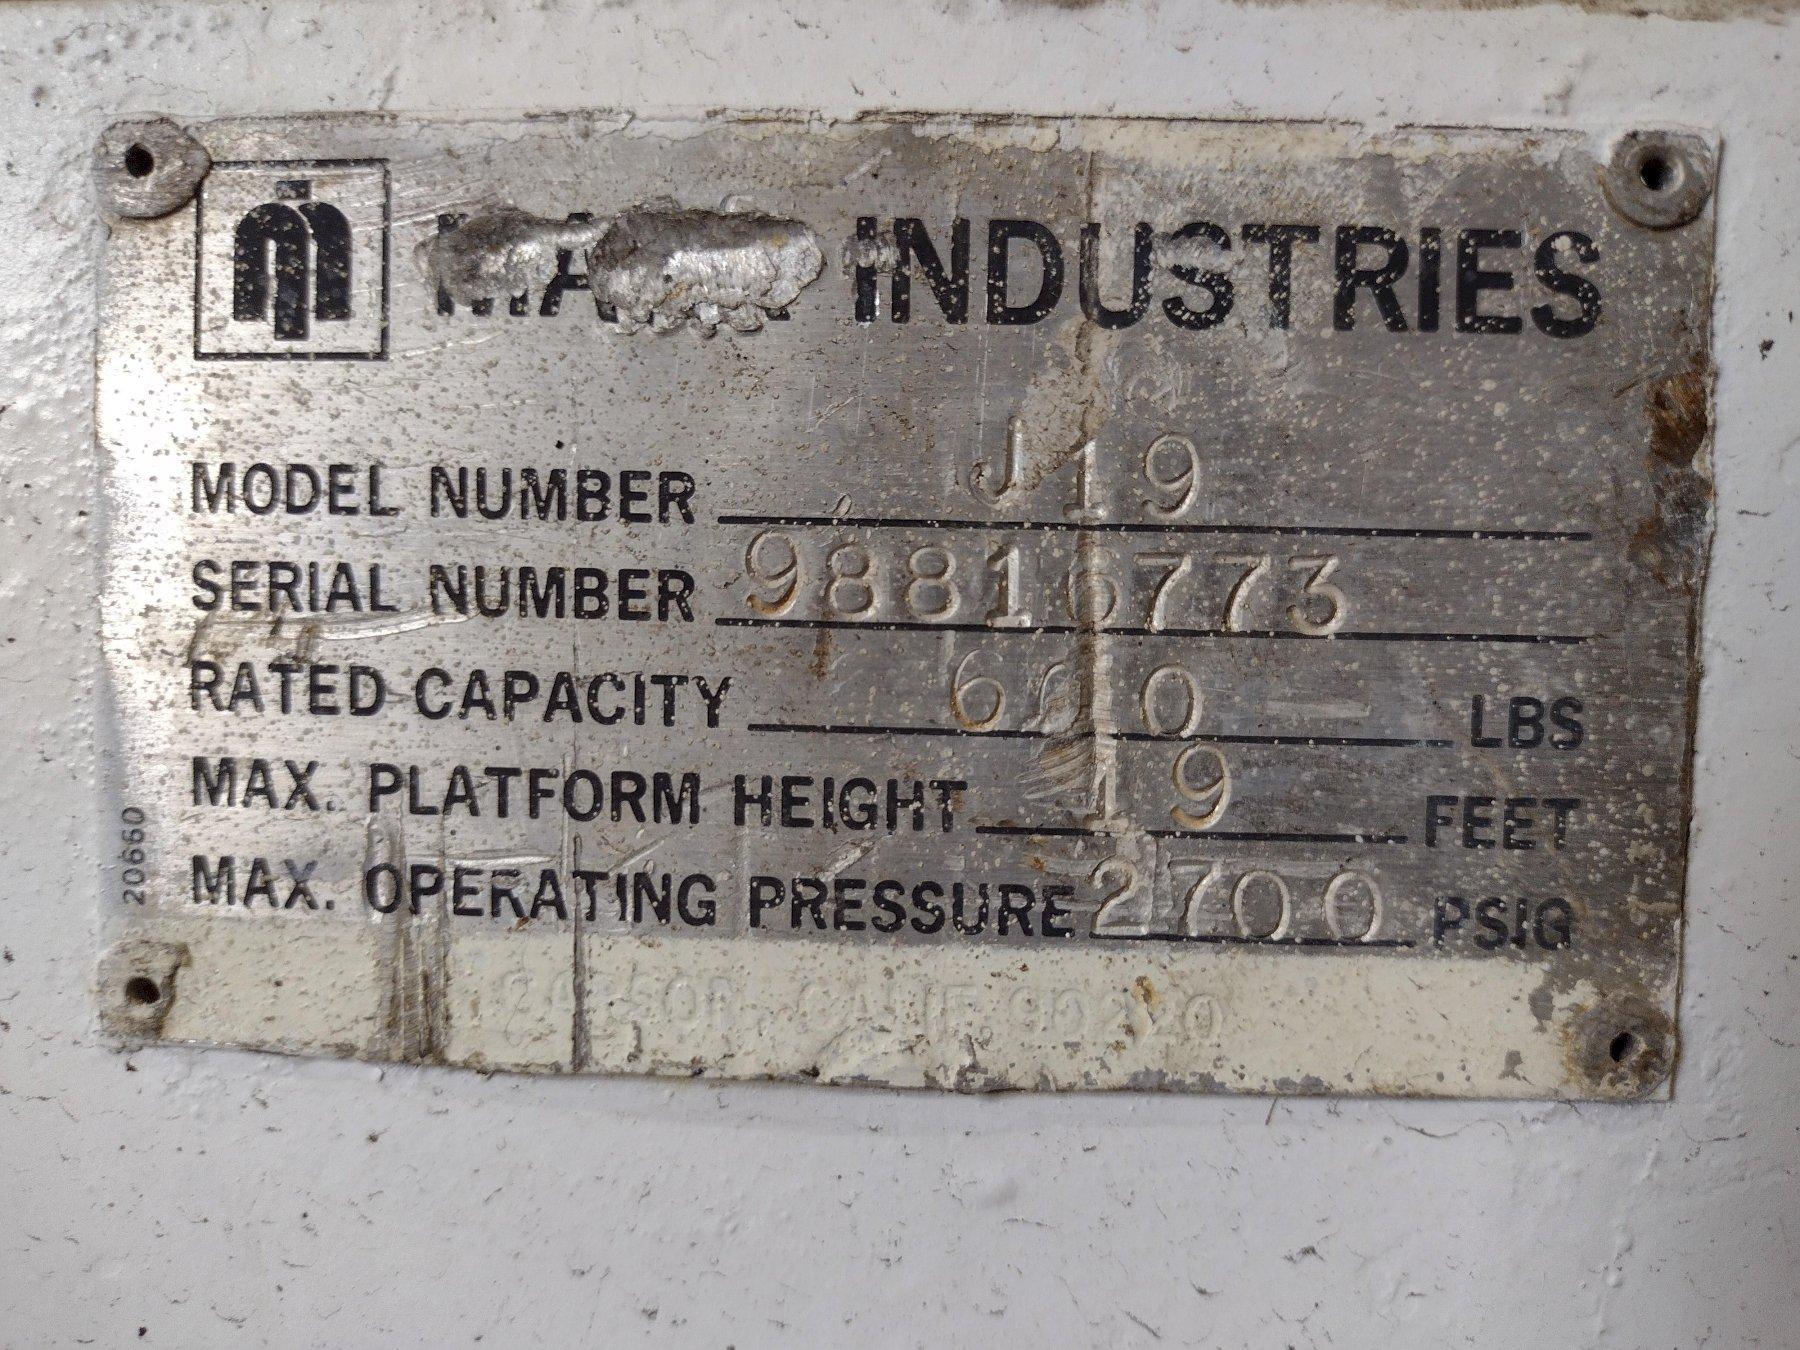 INDUSTRIES
MODEL NUMBER J19
SERIAL NUMBER 98816773
RATED CAPACITY LBS
MAX. PLATFORM HEIGHT 19 FEET
MAX. OPERATING PRESSURE 2700 PSIG
20660